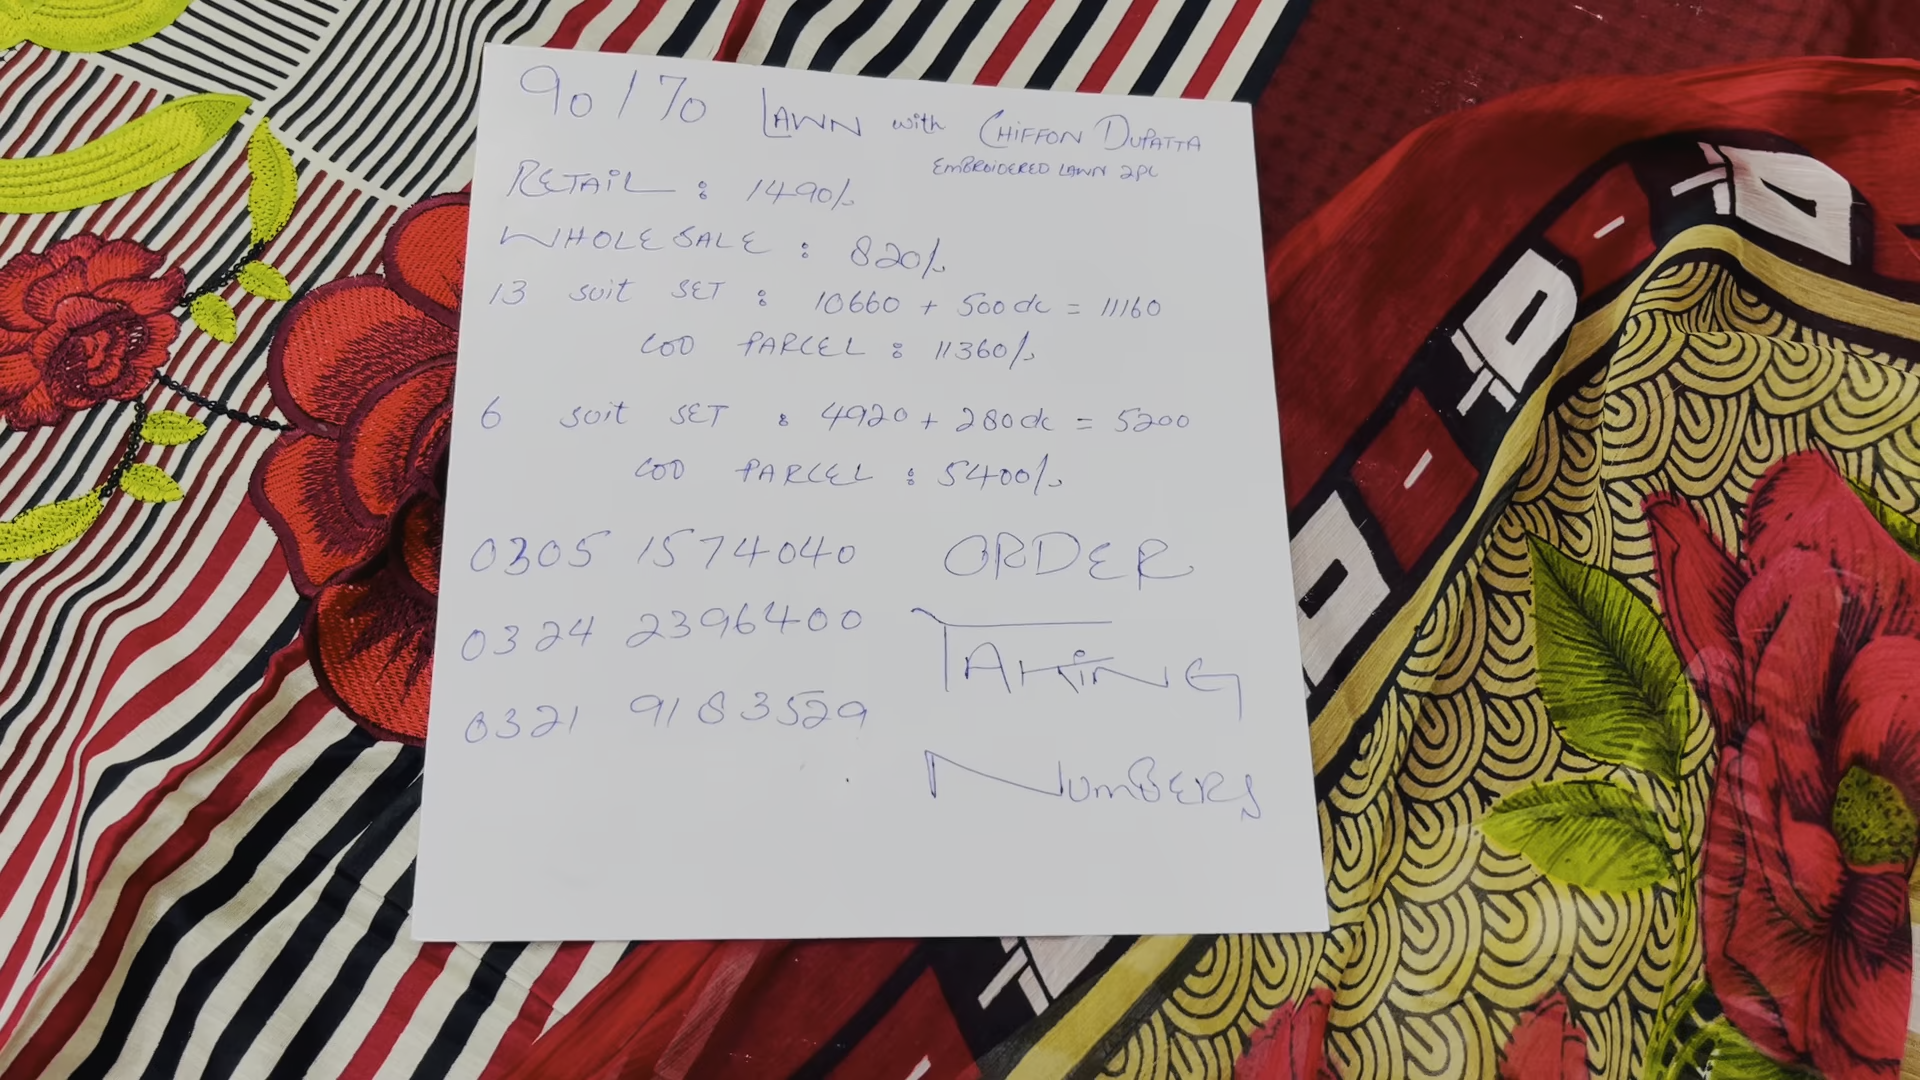 90/70 LAWN with CHIFFON DUPATTA
EMBROIDERED LAWN 2PC
RETAIL : 1490/-
WHOLESALE : 820/-
13 suit SET : 10660 + 500 dc = 11160
COD PARCEL : 11360/-
6 suit SET : 4920 + 280 dc = 5200
COD PARCEL : 5400/-
0305 1574040 ORDER
0324 2396400 TAKING
0321 9183529 NUMBERS